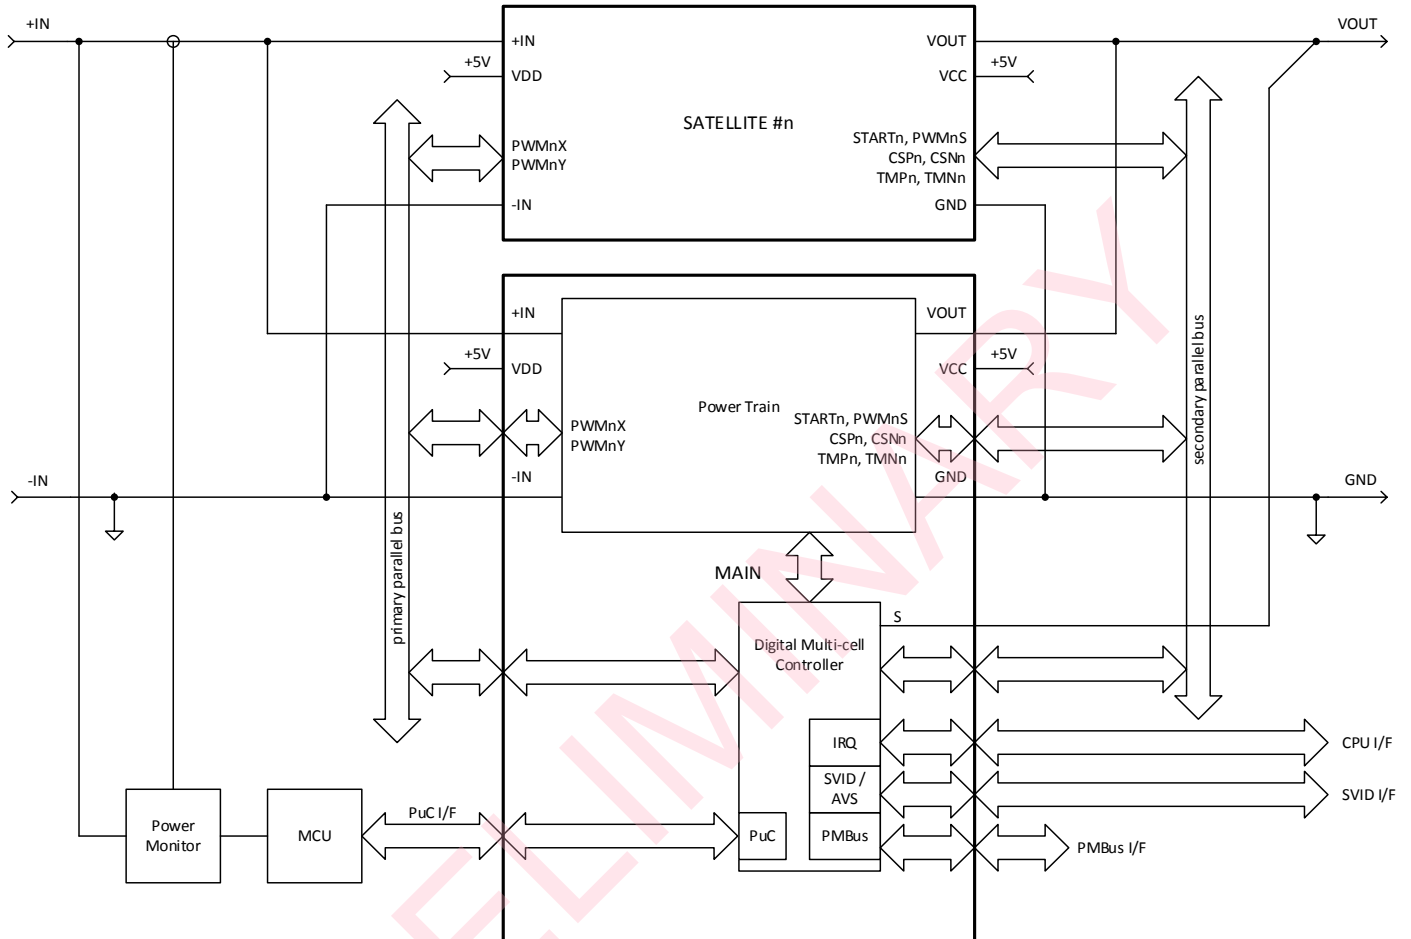 +IN
VOUT
+IN
VOUT
+5V
VDD
+5V
VCC
SATELLITE #n
PWMnX
PWMnY
STARTn, PWMnS
CSPn, CSNn
TMPn, TMNn
-IN
GND
+IN
VOUT
+5V
VDD
+5V
VCC
Power Train
PWMnX
PWMnY
STARTn, PWMnS
CSPn, CSNn
TMPn, TMNn
-IN
-IN
GND
GND
primary parallel bus
secondary parallel bus
MAIN
S
Digital Multi-cell
Controller
IRQ
CPU I/F
SVID /
AVS
SVID I/F
Power
Monitor
MCU
PuC I/F
PuC
PMBus
PMBus I/F
ELIMINARY